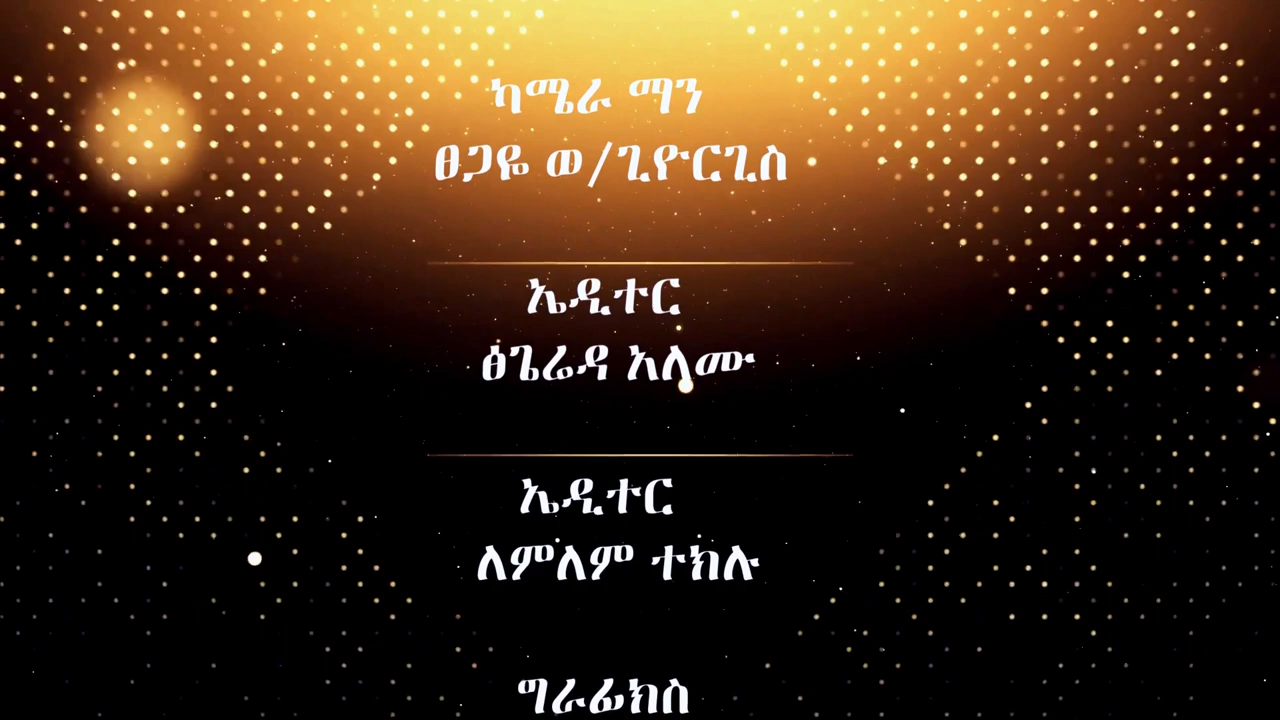 ካሜራ ማን
ፀጋዬ ወ/ጊዮርጊስ
ኤዲተር
ፅጌሬዳ አለሙ
ኤዲተር
ለምለም ተክሉ
ግራፊክስ